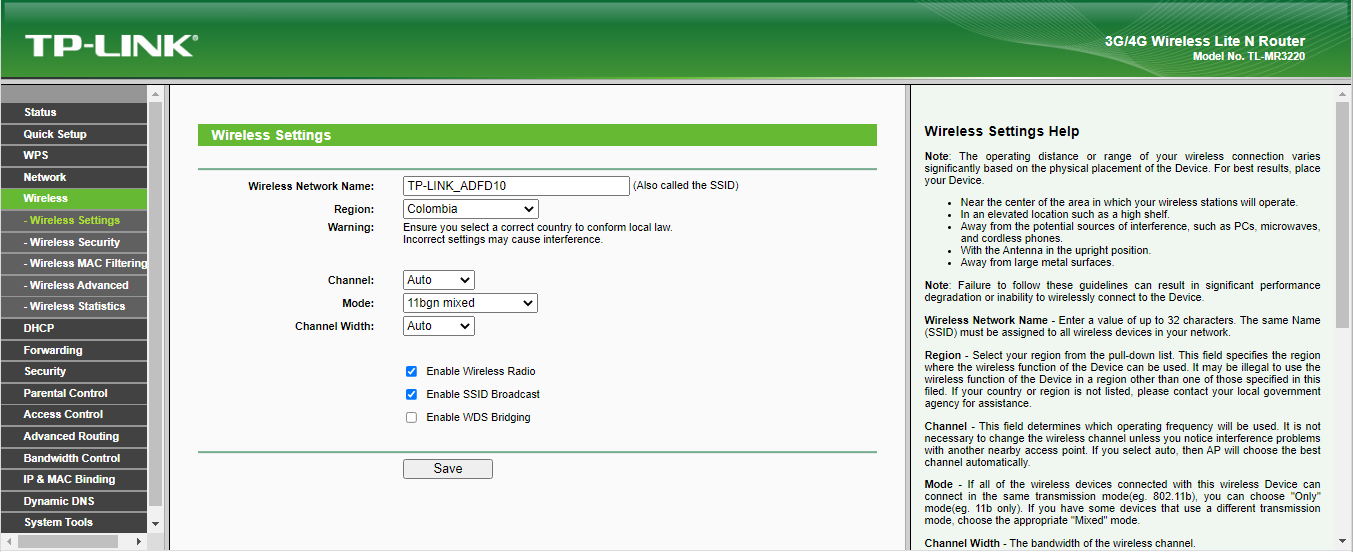 TP-LINK®
3G/4G Wireless Lite N Router
Model No. TL-MR3220
Status
Quick Setup
WPS
Network
Wireless
- Wireless Settings
- Wireless Security
- Wireless MAC Filtering
- Wireless Advanced
- Wireless Statistics
DHCP
Forwarding
Security
Parental Control
Access Control
Advanced Routing
Bandwidth Control
IP & MAC Binding
Dynamic DNS
System Tools
Wireless Settings
Wireless Network Name: TP-LINK_ADFD10 (Also called the SSID)
Region: Colombia
Warning: Ensure you select a correct country to conform local law.
Incorrect settings may cause interference.
Channel: Auto
Mode: 11bgn mixed
Channel Width: Auto
Enable Wireless Radio
Enable SSID Broadcast
Enable WDS Bridging
Save
Wireless Settings Help
Note: The operating distance or range of your wireless connection varies
significantly based on the physical placement of the Device. For best results, place
your Device.
• Near the center of the area in which your wireless stations will operate.
• In an elevated location such as a high shelf.
• Away from the potential sources of interference, such as PCs, microwaves,
and cordless phones.
• With the Antenna in the upright position.
• Away from large metal surfaces.
Note: Failure to follow these guidelines can result in significant performance
degradation or inability to wirelessly connect to the Device.
Wireless Network Name - Enter a value of up to 32 characters. The same Name
(SSID) must be assigned to all wireless devices in your network.
Region - Select your region from the pull-down list. This field specifies the region
where the wireless function of the Device can be used. It may be illegal to use the
wireless function of the Device in a region other than one of those specified in this
filed. If your country or region is not listed, please contact your local government
agency for assistance.
Channel - This field determines which operating frequency will be used. It is not
necessary to change the wireless channel unless you notice interference problems
with another nearby access point. If you select auto, then AP will choose the best
channel automatically.
Mode - If all of the wireless devices connected with this wireless Device can
connect in the same transmission mode(eg. 802.11b), you can choose "Only"
mode(eg. 11b only). If you have some devices that use a different transmission
mode, choose the appropriate "Mixed" mode.
Channel Width - The bandwidth of the wireless channel.